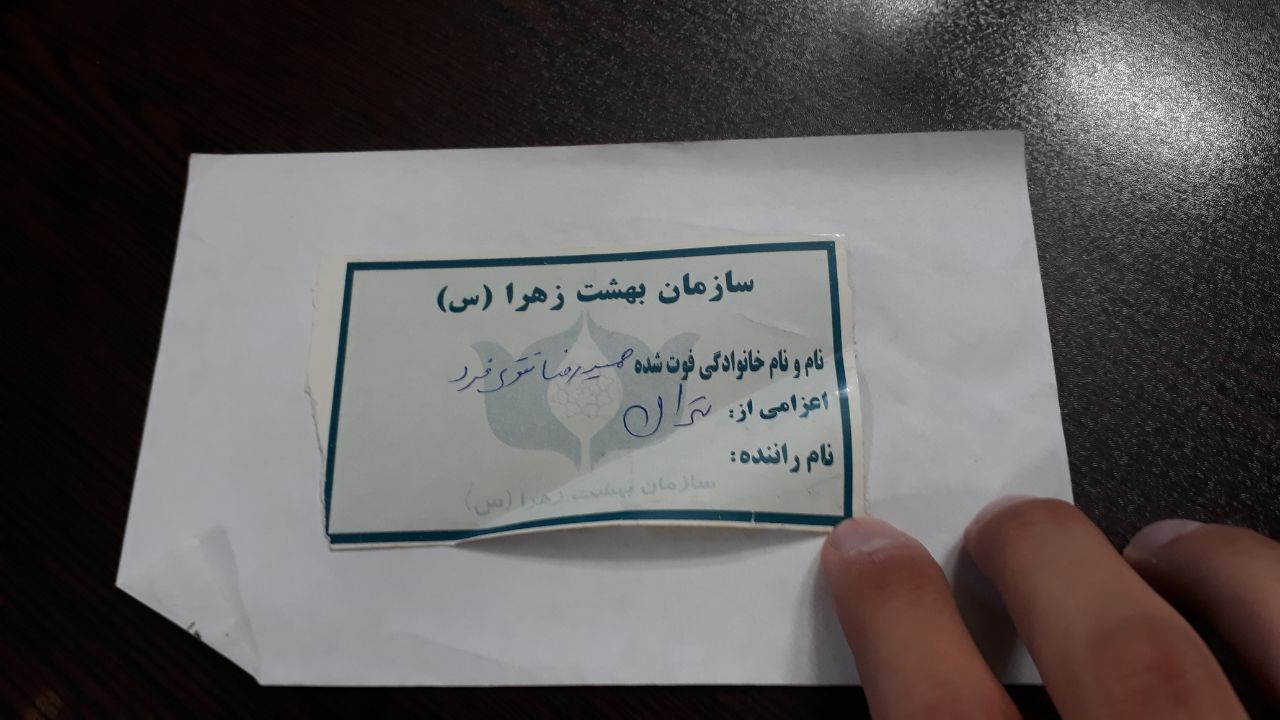 سازمان بهشت زهرا (س)
نام و نام خانوادگی فوت شده حمیدرضا تقوی فرد
اعزامی از: تهران
نام راننده:
سازمان بهشت زهرا (س)